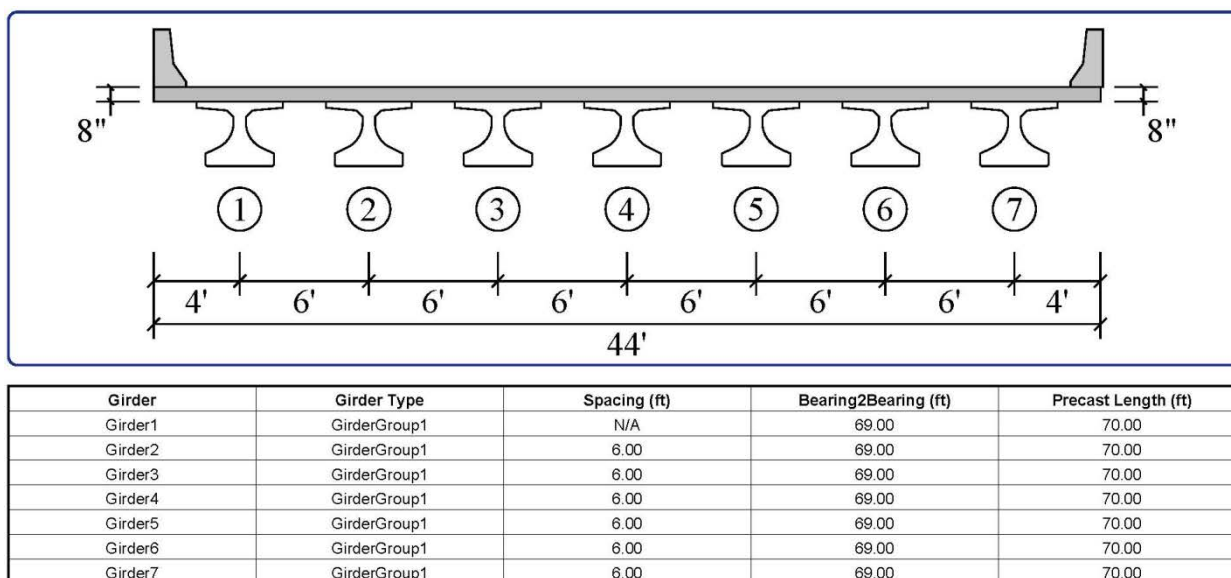 8" 8"
1 2 3 4 5 6 7
4' 6' 6' 6' 6' 6' 6' 4'
44'
Girder Girder Type Spacing (ft) Bearing2Bearing (ft) Precast Length (ft)
Girder1 GirderGroup1 N/A 69.00 70.00
Girder2 GirderGroup1 6.00 69.00 70.00
Girder3 GirderGroup1 6.00 69.00 70.00
Girder4 GirderGroup1 6.00 69.00 70.00
Girder5 GirderGroup1 6.00 69.00 70.00
Girder6 GirderGroup1 6.00 69.00 70.00
Girder7 GirderGroup1 6.00 69.00 70.00